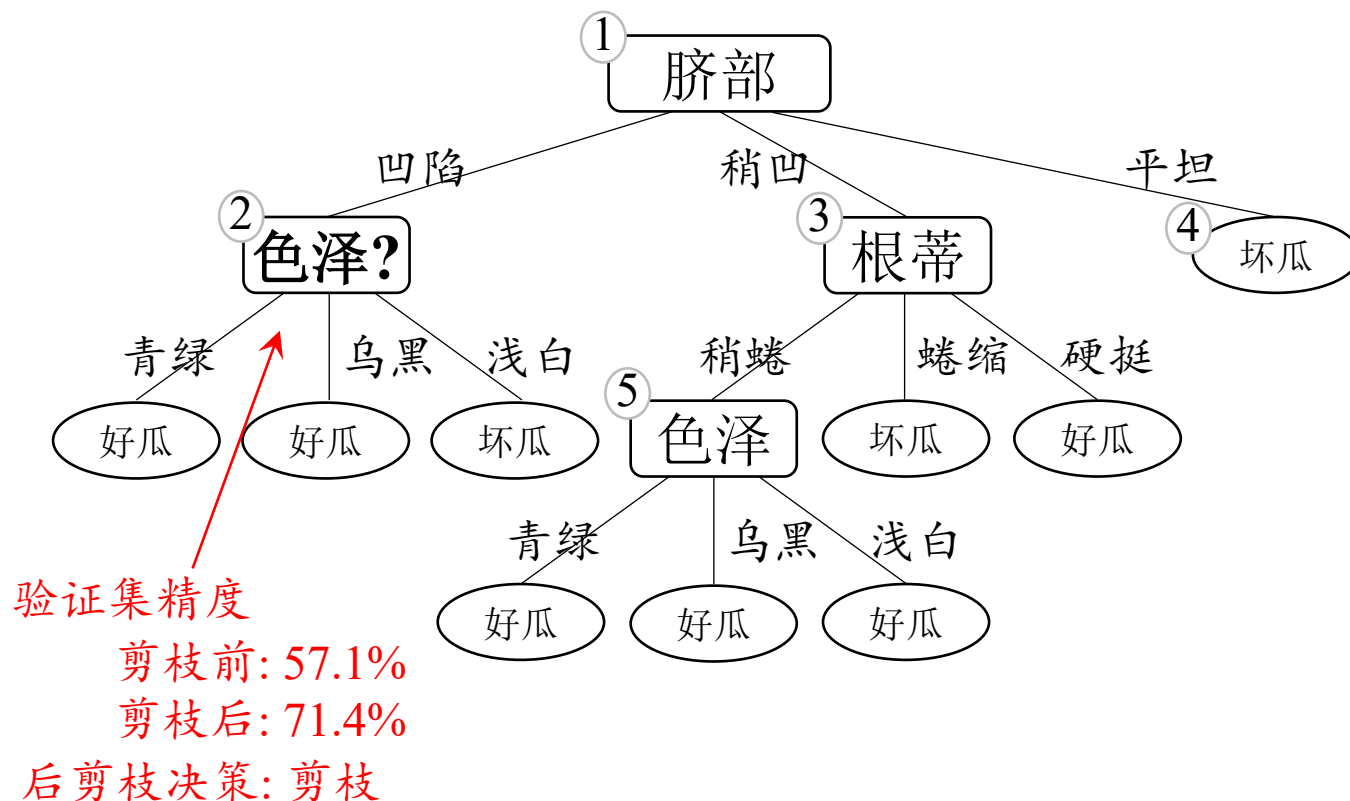 1
脐部
凹陷
稍凹
平坦
2
色泽?
3
根蒂
4
坏瓜
青绿
乌黑
浅白
稍蜷
蜷缩
硬挺
好瓜
好瓜
坏瓜
5
色泽
坏瓜
好瓜
青绿
乌黑
浅白
好瓜
好瓜
好瓜
验证集精度
剪枝前: 57.1%
剪枝后: 71.4%
后剪枝决策: 剪枝